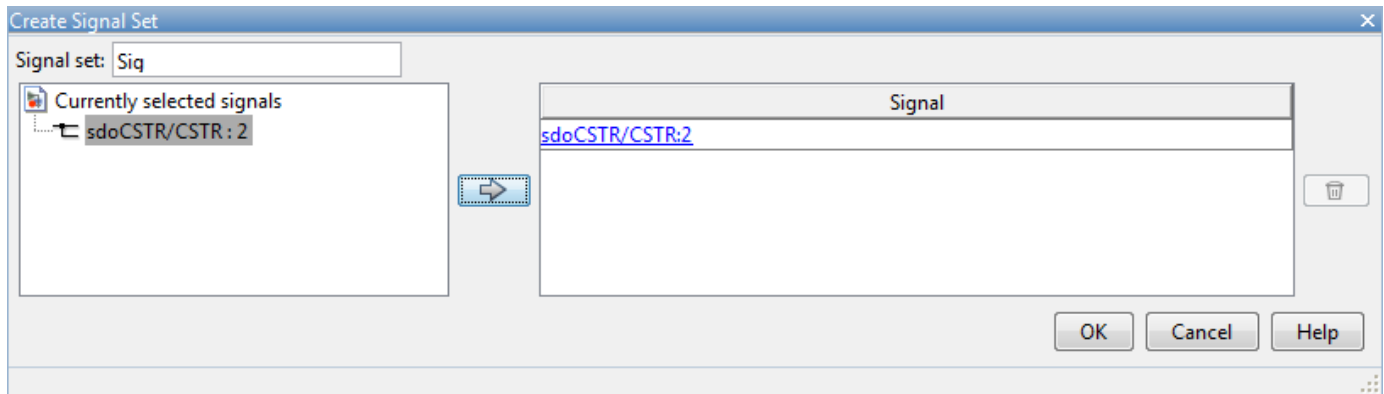 Create Signal Set
Signal set: Sig
Currently selected signals
sdoCSTR/CSTR : 2
Signal
sdoCSTR/CSTR:2
OK Cancel Help